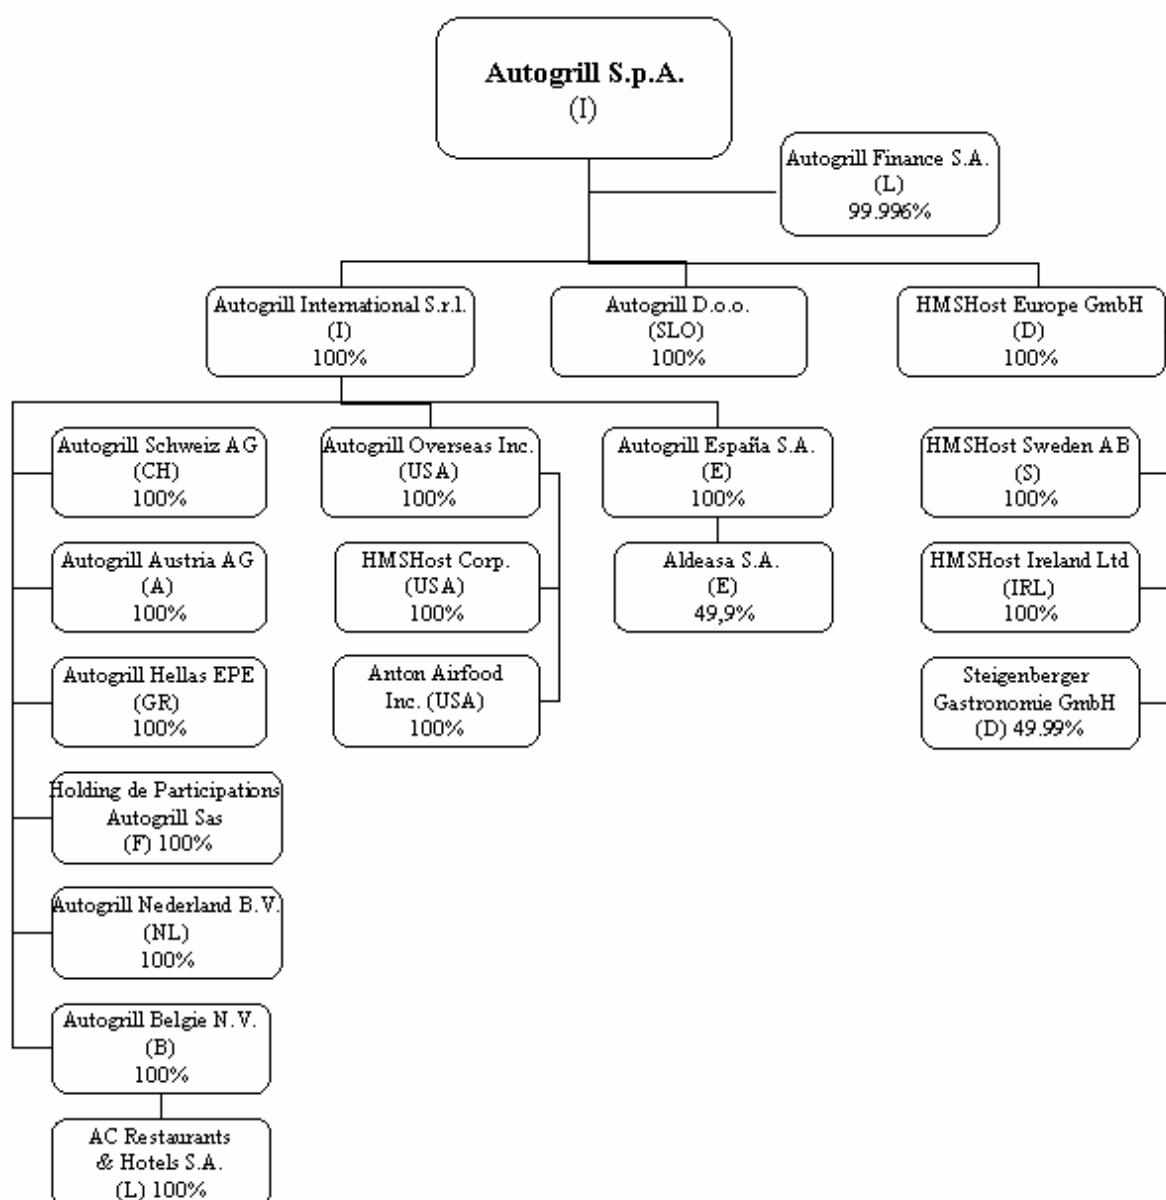 Autogrill S.p.A.
(I)
Autogrill Finance S.A.
(L)
99.996%
Autogrill International S.r.l.
(I)
100%
Autogrill D.o.o.
(SLO)
100%
HMSHost Europe GmbH
(D)
100%
Autogrill Schweiz AG
(CH)
100%
Autogrill Overseas Inc.
(USA)
100%
Autogrill España S.A.
(E)
100%
HMSHost Sweden AB
(S)
100%
Autogrill Austria AG
(A)
100%
HMSHost Corp.
(USA)
100%
Aldeasa S.A.
(E)
49,9%
HMSHost Ireland Ltd
(IRL)
100%
Autogrill Hellas EPE
(GR)
100%
Anton Airfood
Inc. (USA)
100%
Steigenberger
Gastronomie GmbH
(D) 49.99%
Holding de Participations
Autogrill Sas
(F) 100%
Autogrill Nederland B.V.
(NL)
100%
Autogrill Belgie N.V.
(B)
100%
AC Restaurants
& Hotels S.A.
(L) 100%